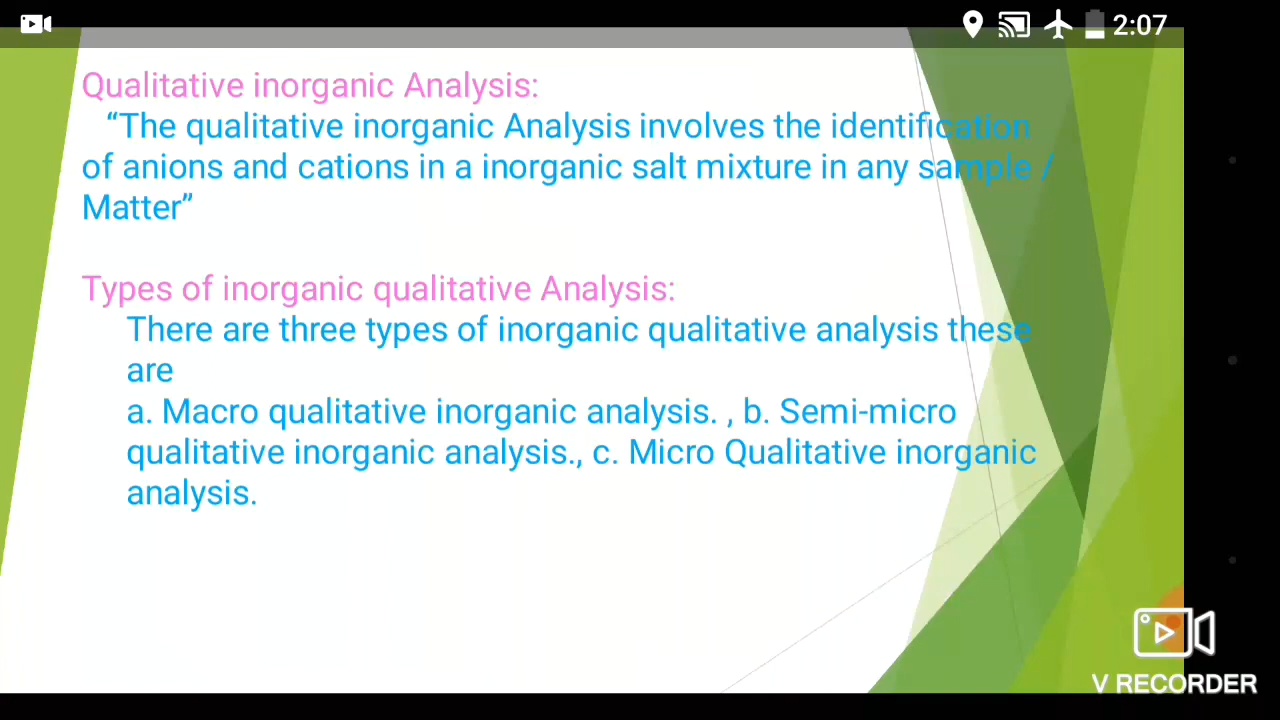 2:07
Qualitative inorganic Analysis:
“The qualitative inorganic Analysis involves the identification
of anions and cations in a inorganic salt mixture in any sample /
Matter”
Types of inorganic qualitative Analysis:
There are three types of inorganic qualitative analysis these
are
a. Macro qualitative inorganic analysis. , b. Semi-micro
qualitative inorganic analysis., c. Micro Qualitative inorganic
analysis.
V RECORDER